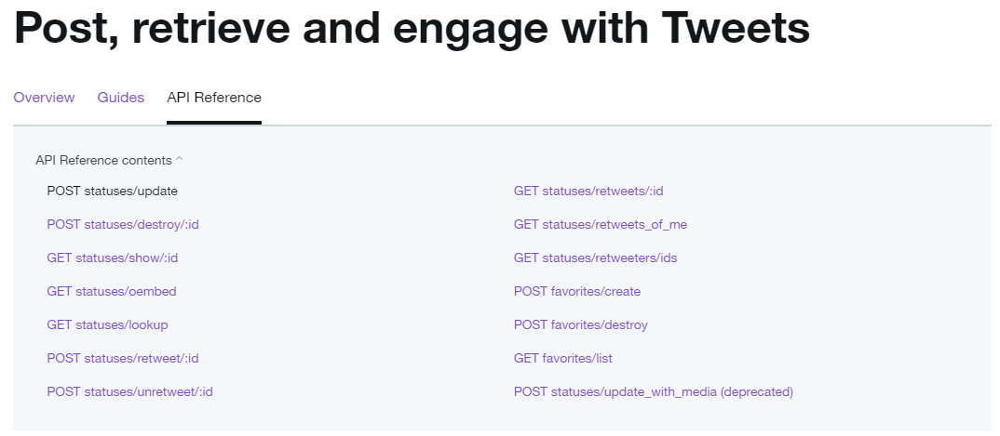 Post, retrieve and engage with Tweets
Overview Guides API Reference
API Reference contents ^
POST statuses/update
POST statuses/destroy/:id
GET statuses/show/:id
GET statuses/oembed
GET statuses/lookup
POST statuses/retweet/:id
POST statuses/unretweet/:id
GET statuses/retweets/:id
GET statuses/retweets_of_me
GET statuses/retweeters/ids
POST favorites/create
POST favorites/destroy
GET favorites/list
POST statuses/update_with_media (deprecated)